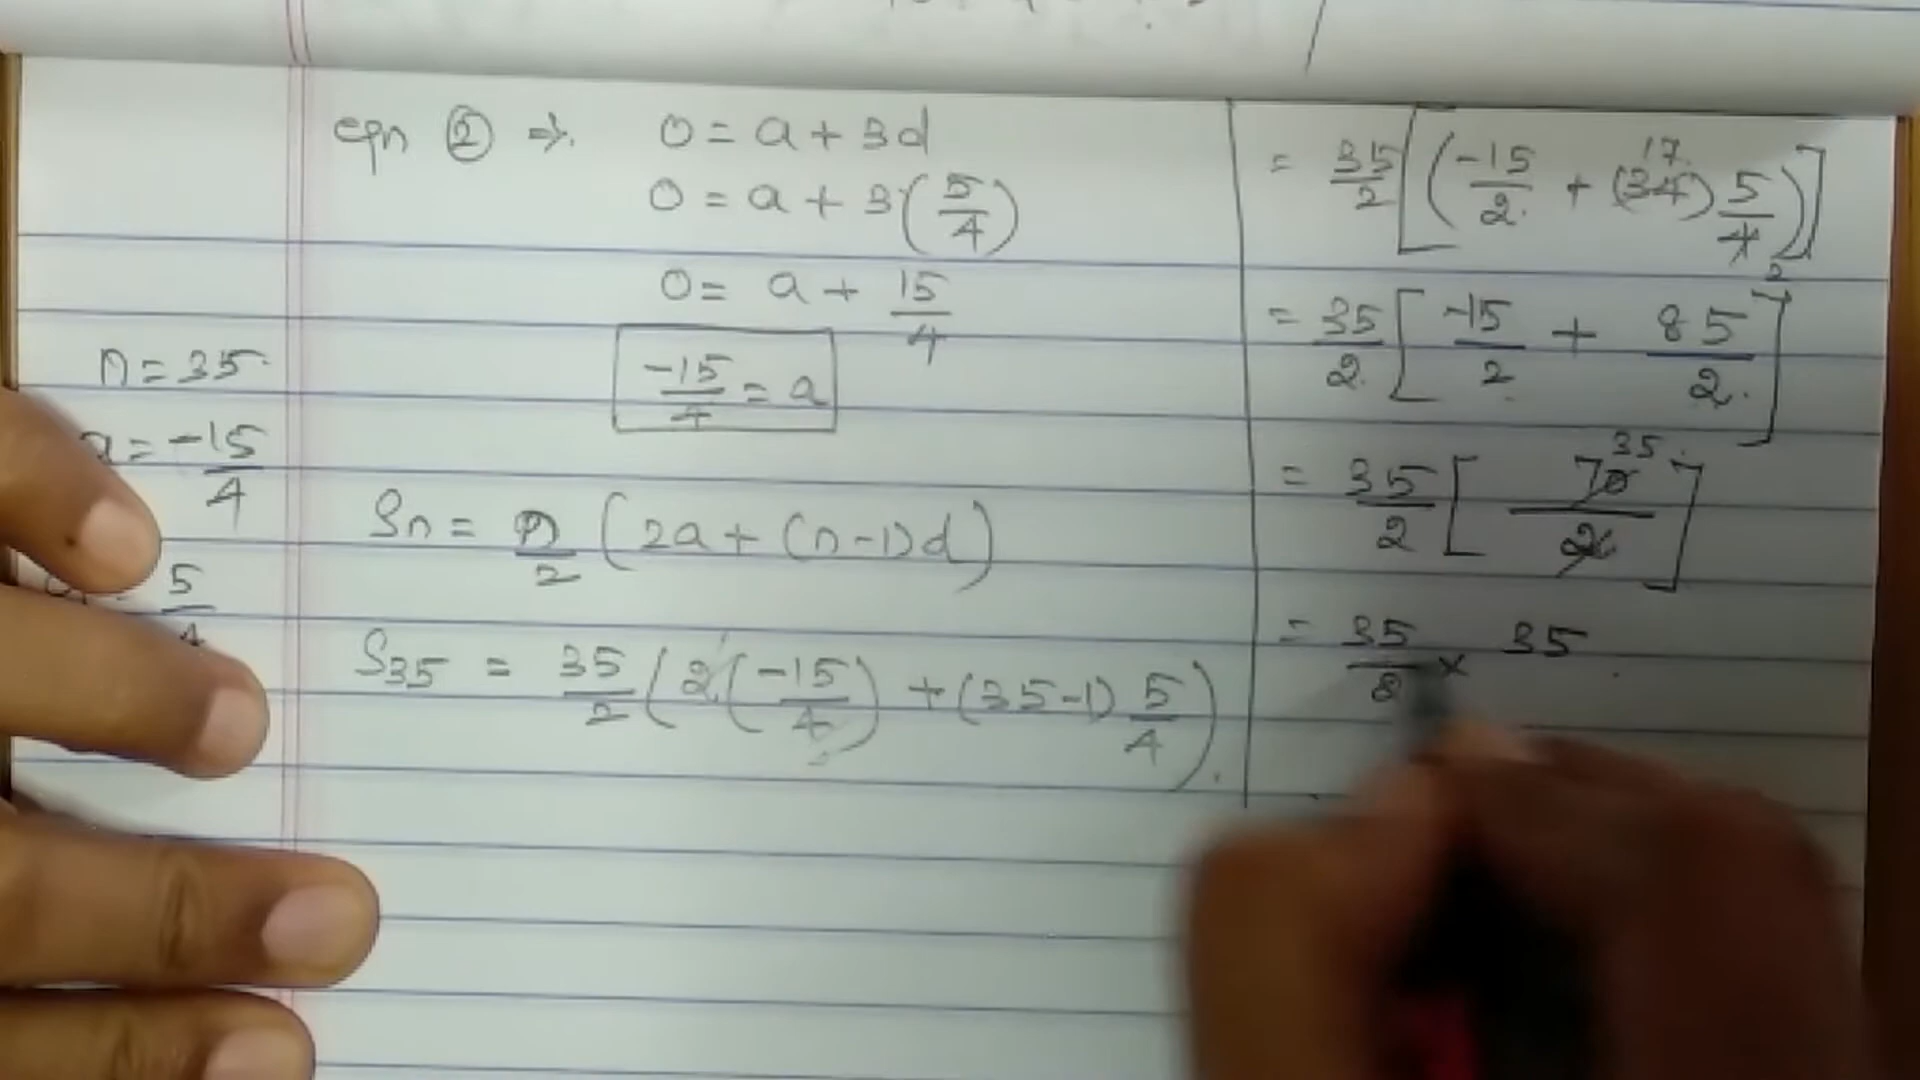 eqn ② ⇒ 0 = a + 3d
0 = a + 3(5/4)
0 = a + 15/4
-15/4 = a
n = 35
a = -15/4
5/4
Sn = n/2 (2a + (n-1)d)
S35 = 35/2 (2(-15/4) + (35-1) 5/4).
= 35/2 [(-15/2 + (34) 17 5/4 2)]
= 35/2 [-15/2 + 85/2]
= 35/2 [70/2] 35
= 35/2 × 35